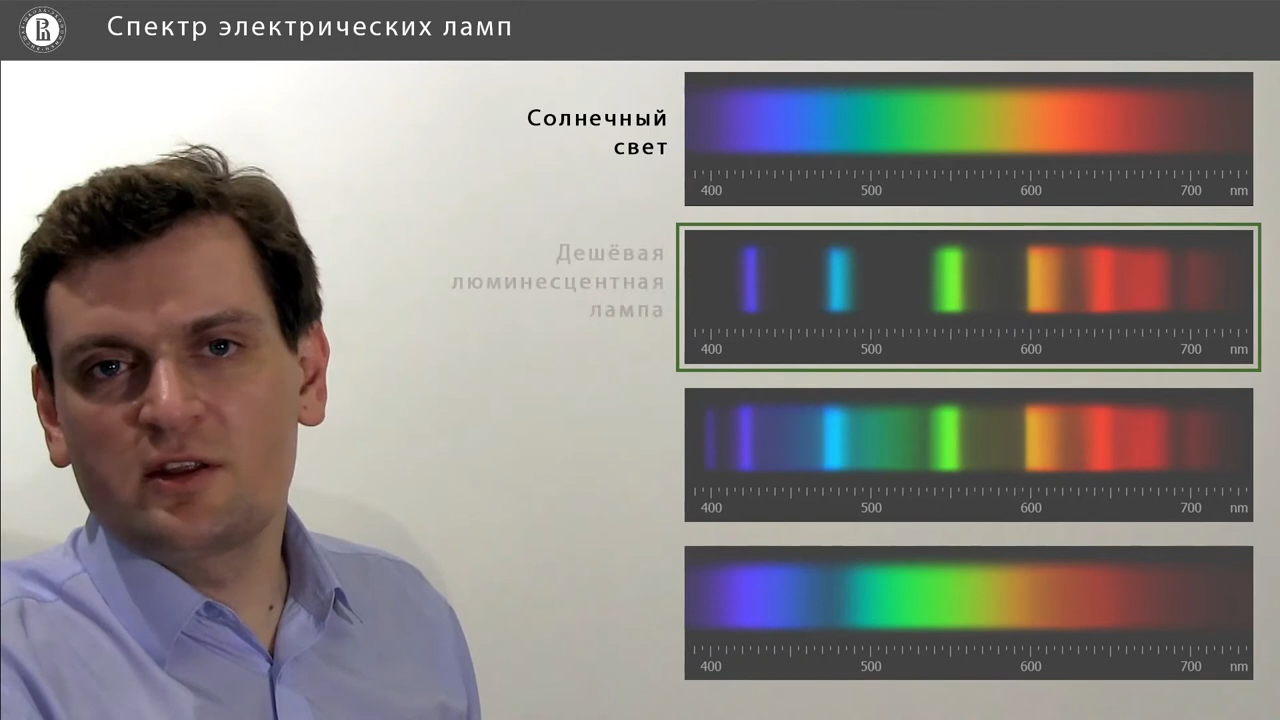 Спектр электрических ламп
Солнечный
свет
400 500 600 700 nm
Дешёвая
люминесцентная
лампа
400 500 600 700 nm
400 500 600 700 nm
400 500 600 700 nm